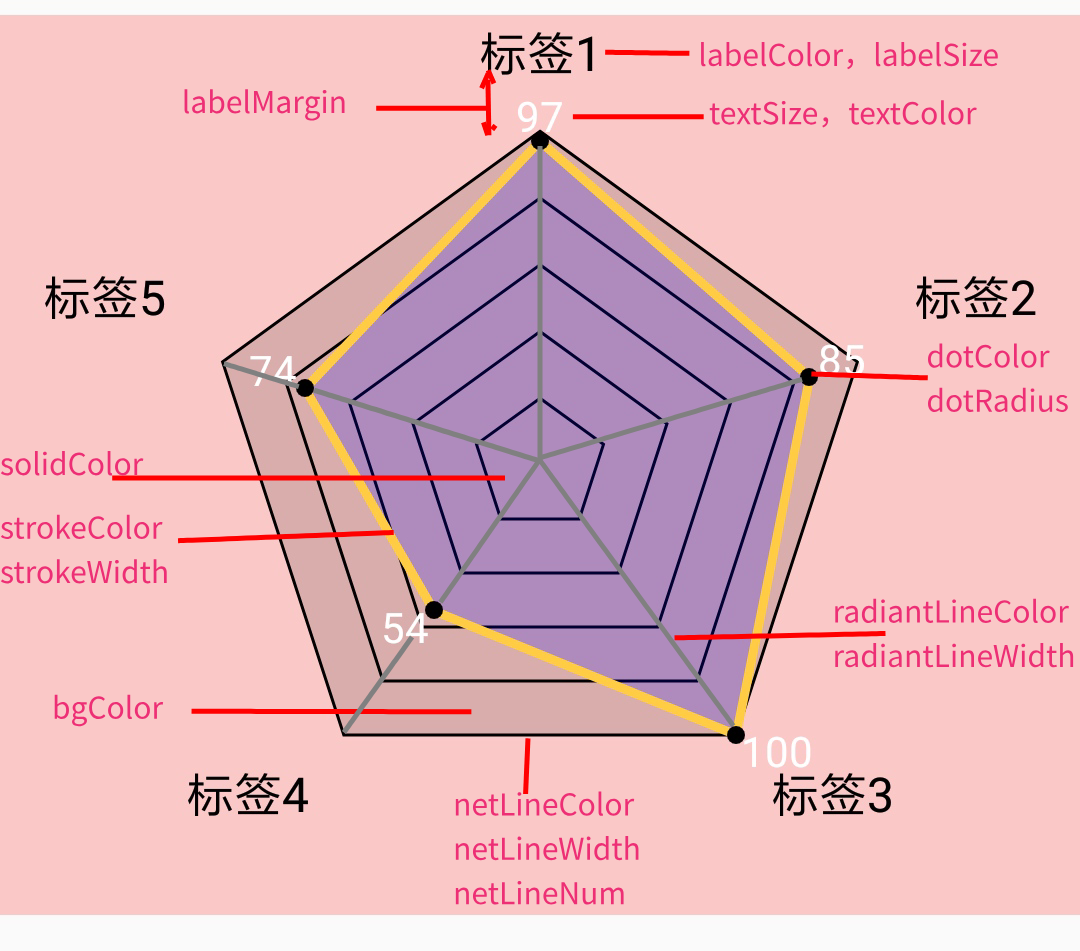 标签1
labelColor，labelSize
labelMargin
97
textSize，textColor
标签5
标签2
74
85
dotColor
dotRadius
solidColor
strokeColor
strokeWidth
54
radiantLineColor
radiantLineWidth
bgColor
100
标签4
标签3
netLineColor
netLineWidth
netLineNum